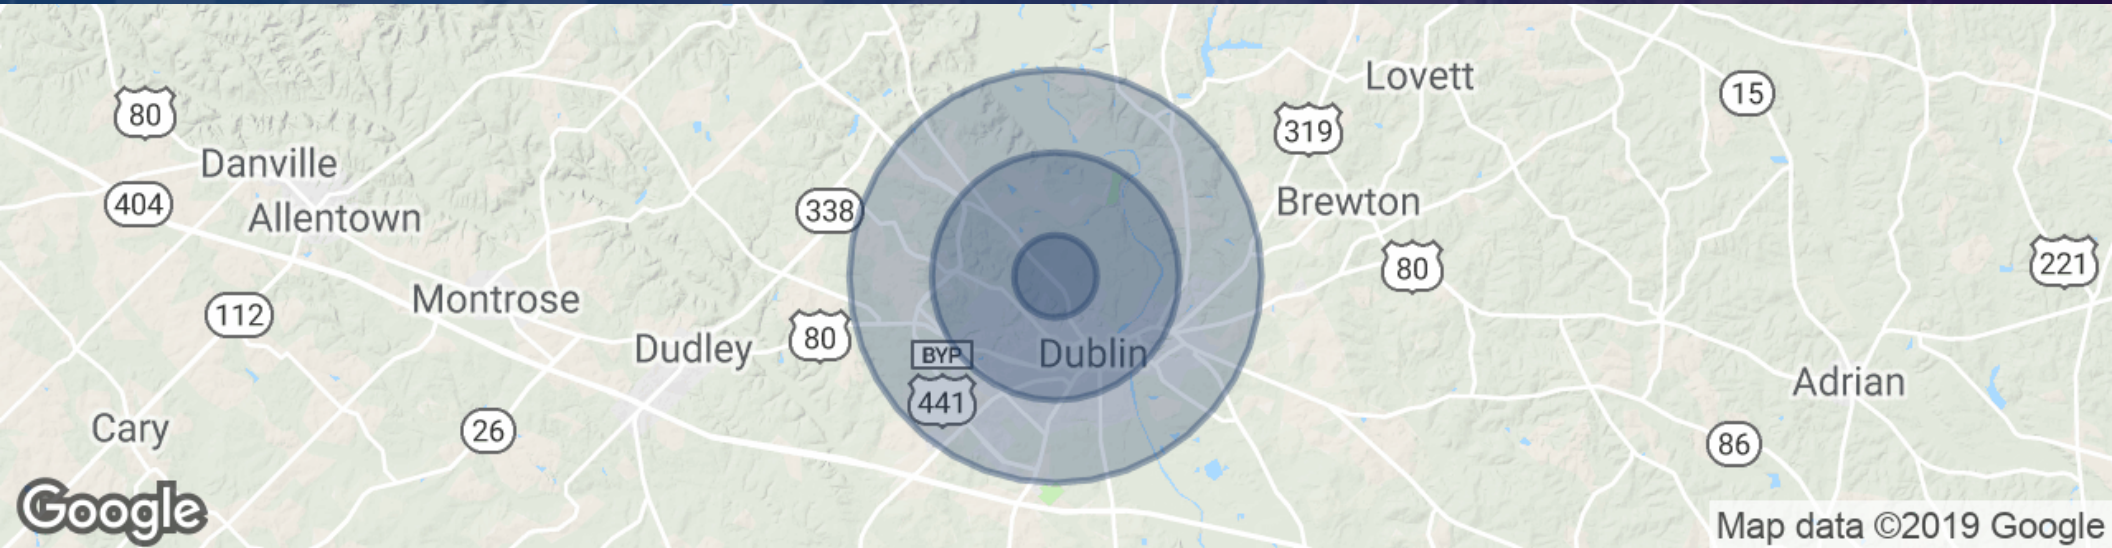 Lovett
80
15
319
Danville
404
338
Brewton
Allentown
80
221
Montrose
112
80
Dudley
BYP
Dublin
441
Adrian
Cary
26
86
Google
Map data ©2019 Google